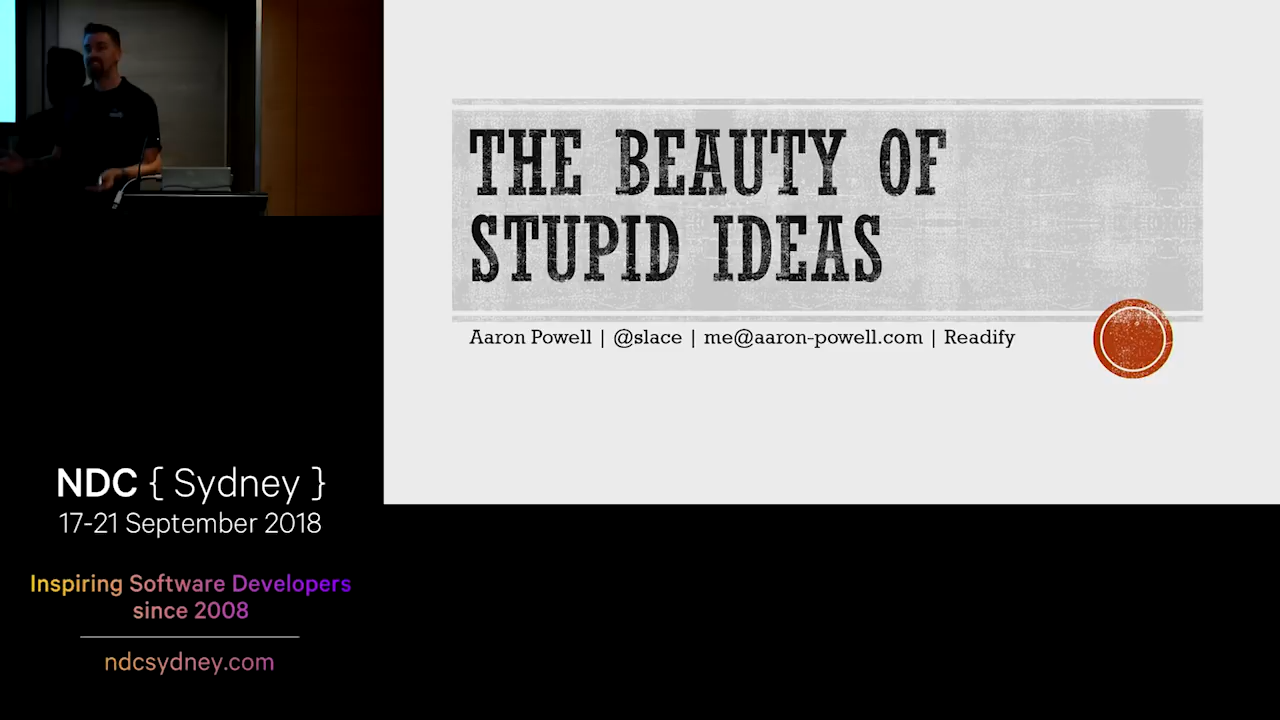 THE BEAUTY OF
STUPID IDEAS
Aaron Powell | @slace | me@aaron-powell.com | Readify
NDC { Sydney }
17-21 September 2018
Inspiring Software Developers
since 2008
ndcsydney.com